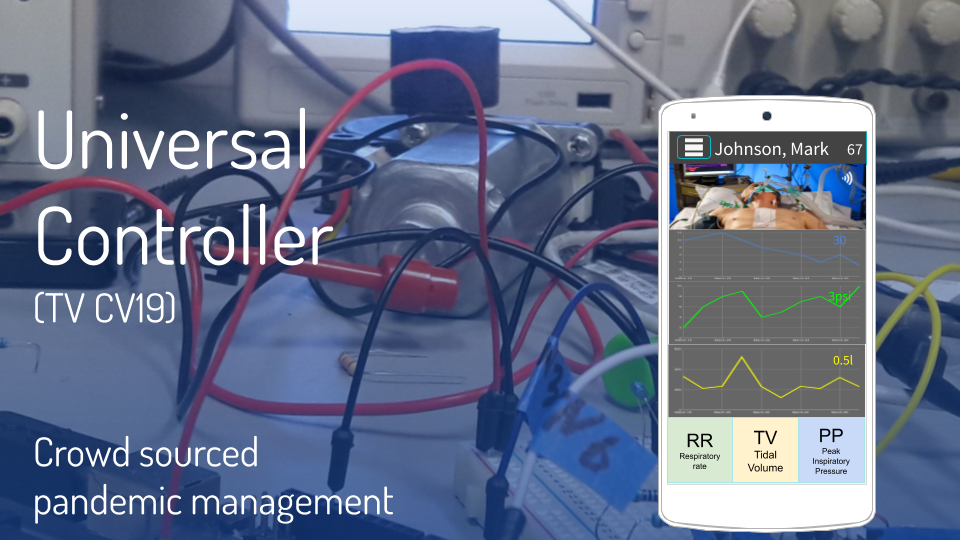 Universal
Controller
(TV CV19)
Crowd sourced
pandemic management
Johnson, Mark 67
30
3psi
0.5l
RR
Respiratory
rate
TV
Tidal
Volume
PP
Peak
Inspiratory
Pressure